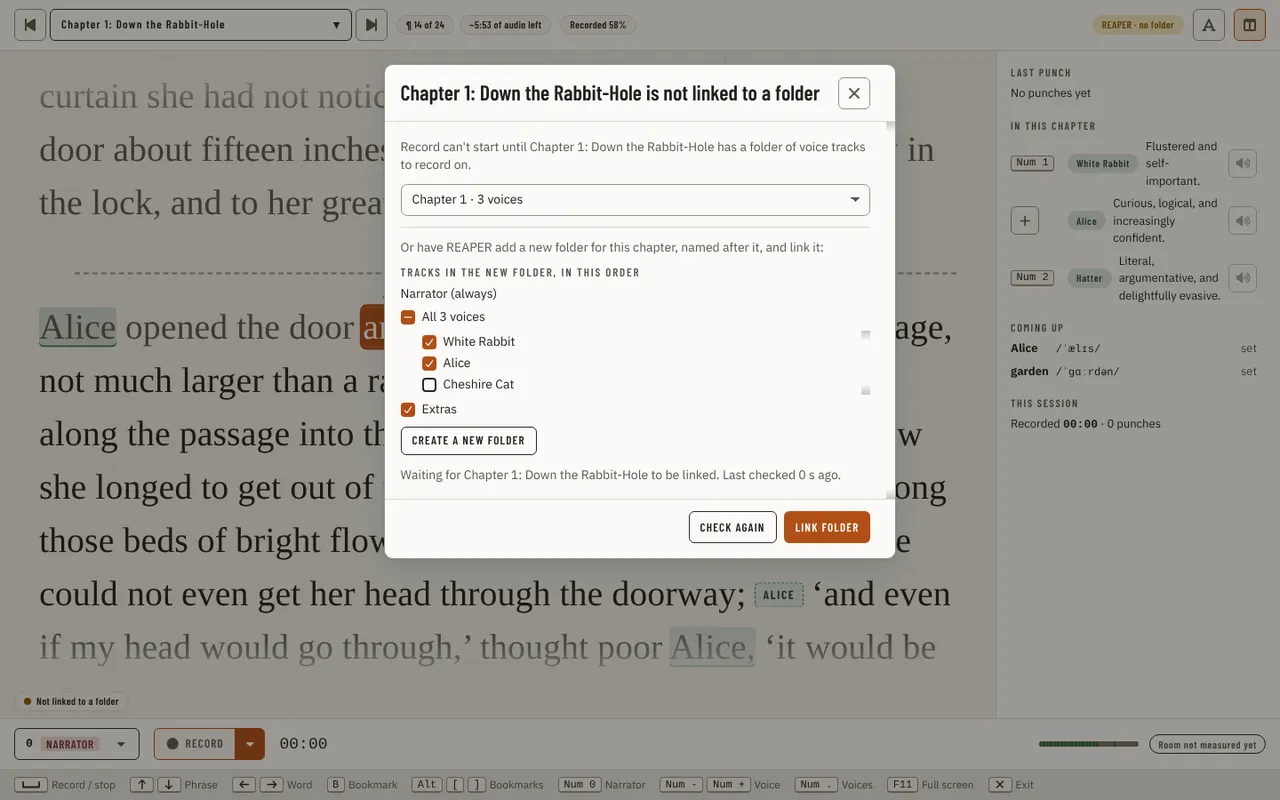 Chapter 1: Down the Rabbit-Hole
¶ 14 of 24
~5:53 of audio left
Recorded 58%
REAPER · no folder
A
curtain she had not notic
door about fifteen inches
y in
the lock, and to her grea
Alice opened the door a
age,
not much larger than a ra
along the passage into th
w
she longed to get out of
ong
those beds of bright flow
e
could not even get her head through the doorway; ALICE ‘and even
if my head would go through,’ thought poor Alice, ‘it would be
Chapter 1: Down the Rabbit-Hole is not linked to a folder
Record can't start until Chapter 1: Down the Rabbit-Hole has a folder of voice tracks
to record on.
Chapter 1 · 3 voices
Or have REAPER add a new folder for this chapter, named after it, and link it:
TRACKS IN THE NEW FOLDER, IN THIS ORDER
Narrator (always)
All 3 voices
White Rabbit
Alice
Cheshire Cat
Extras
CREATE A NEW FOLDER
Waiting for Chapter 1: Down the Rabbit-Hole to be linked. Last checked 0 s ago.
CHECK AGAIN
LINK FOLDER
LAST PUNCH
No punches yet
IN THIS CHAPTER
Num 1 White Rabbit Flustered and
self-
important.
+ Alice Curious, logical, and
increasingly
confident.
Num 2 Hatter Literal,
argumentative, and
delightfully evasive.
COMING UP
Alice /ˈælɪs/ set
garden /ˈɡɑːrdən/ set
THIS SESSION
Recorded 00:00 · 0 punches
Not linked to a folder
0 NARRATOR
RECORD
00:00
Room not measured yet
Record / stop
↑ ↓ Phrase
← → Word
B Bookmark
Alt [ ] Bookmarks
Num 0 Narrator
Num - Num + Voice
Num . Voices
F11 Full screen
✕ Exit